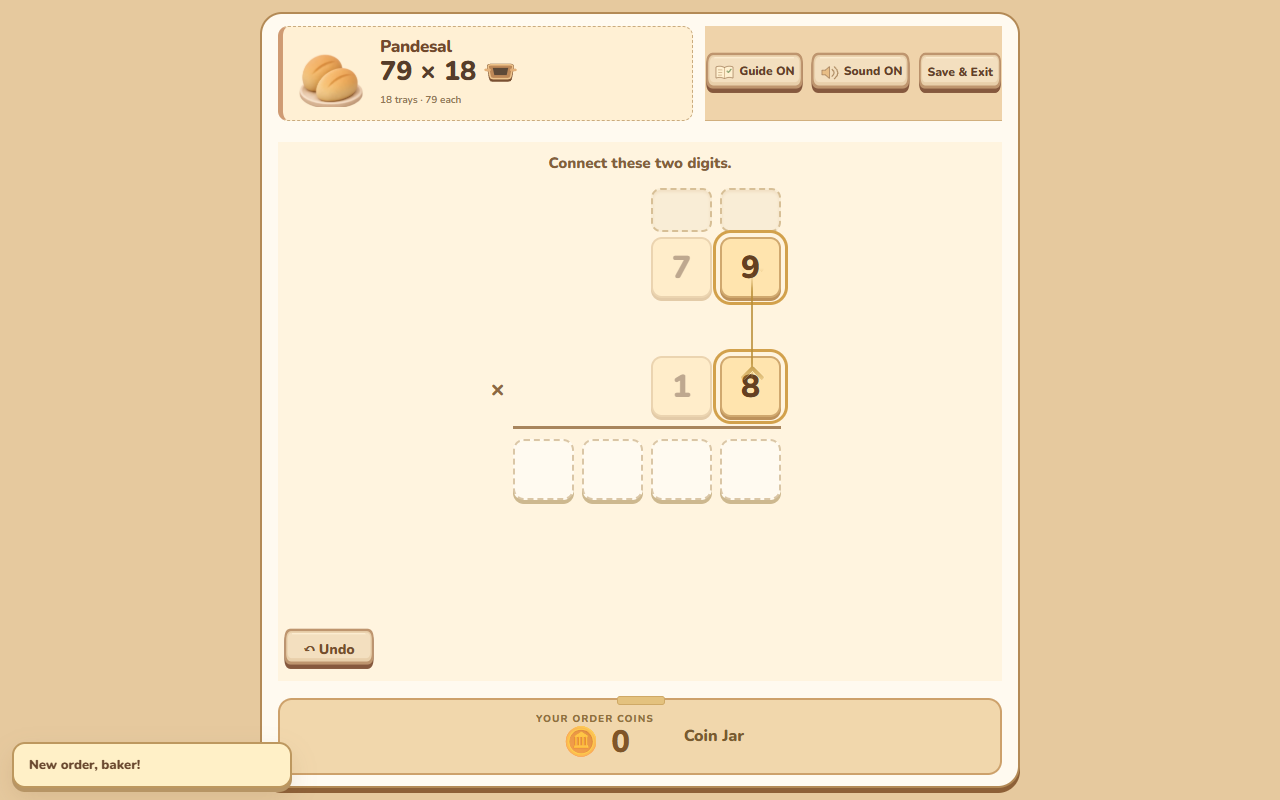 Pandesal
79 × 18
18 trays · 79 each
Guide ON
Sound ON
Save & Exit
Connect these two digits.
7 9
× 1 8
↶ Undo
YOUR ORDER COINS
0
Coin Jar
New order, baker!